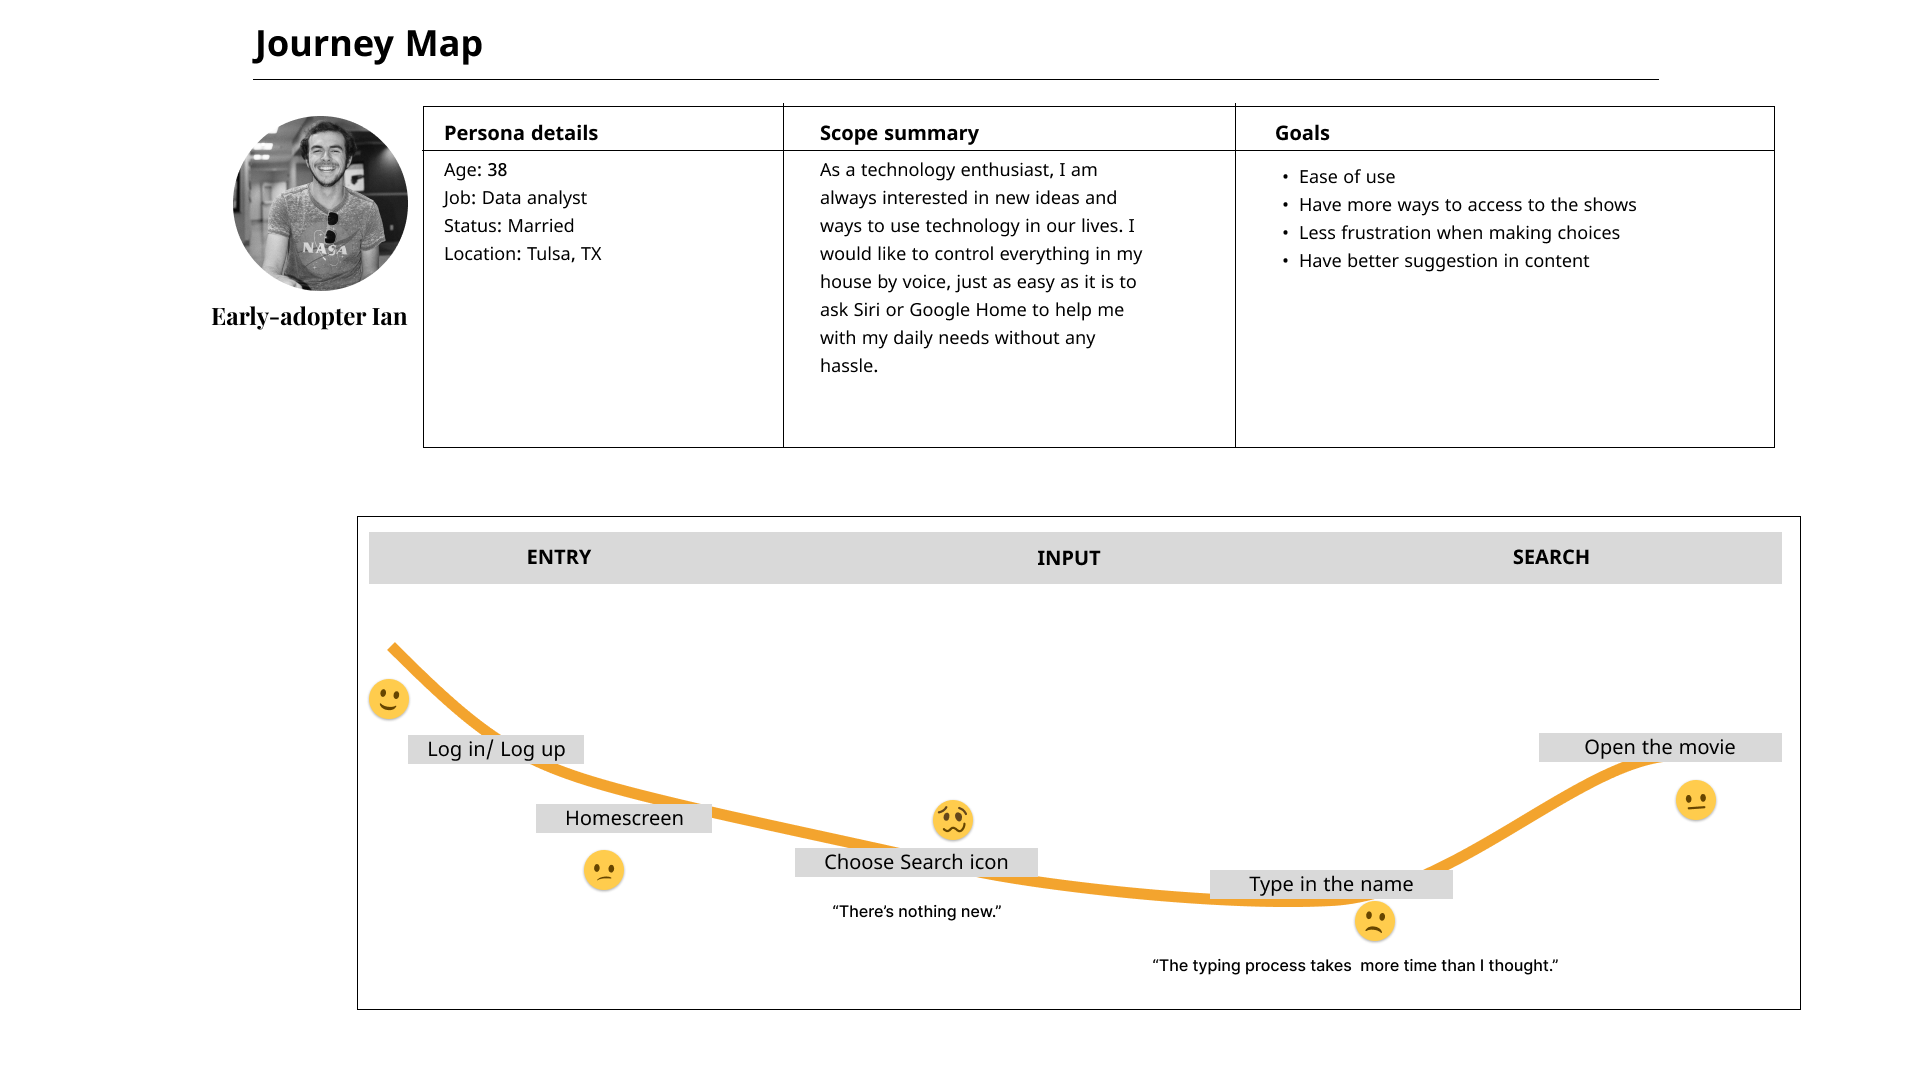 Journey Map
Early-adopter Ian
NASA
Persona details
Age: 38
Job: Data analyst
Status: Married
Location: Tulsa, TX
Scope summary
As a technology enthusiast, I am
always interested in new ideas and
ways to use technology in our lives. I
would like to control everything in my
house by voice, just as easy as it is to
ask Siri or Google Home to help me
with my daily needs without any
hassle.
Goals
• Ease of use
• Have more ways to access to the shows
• Less frustration when making choices
• Have better suggestion in content
ENTRY
INPUT
SEARCH
Log in/ Log up
Homescreen
Choose Search icon
“There’s nothing new.”
Type in the name
“The typing process takes  more time than I thought.”
Open the movie